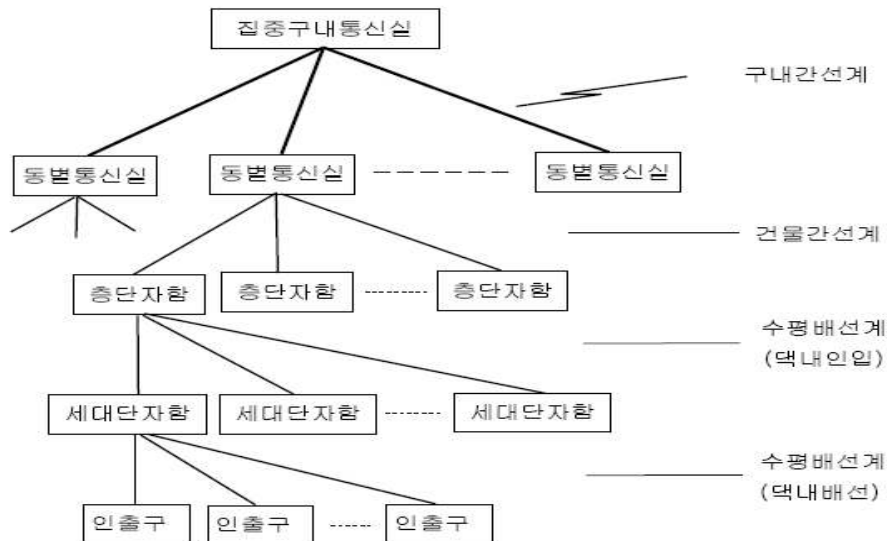 집중구내통신실
구내간선계
동별통신실
동별통신실
동별통신실
건물간선계
층단자함
층단자함
층단자함
수평배선계
(댁내인입)
세대단자함
세대단자함
세대단자함
수평배선계
(댁내배선)
인출구
인출구
인출구